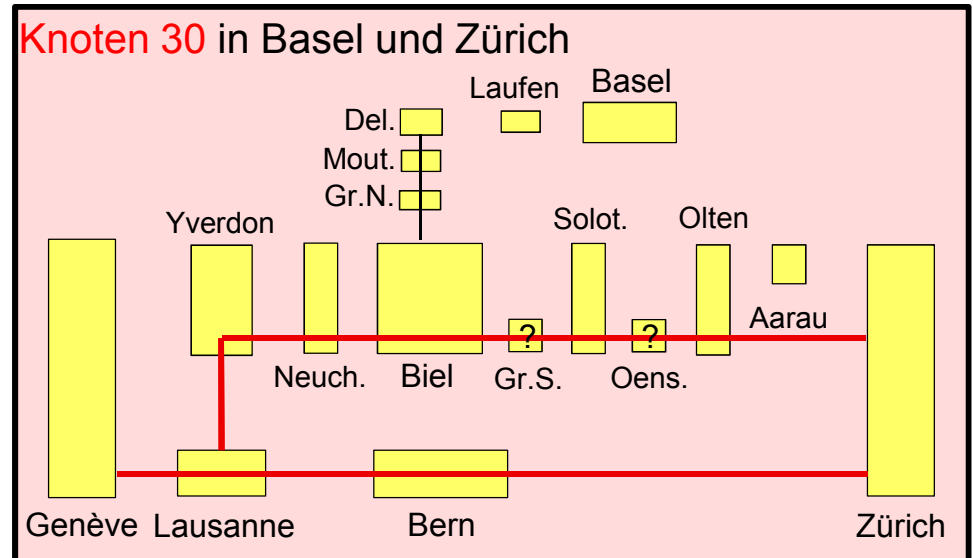 Knoten 30 in Basel und Zürich
Laufen
Basel
Del.
Mout.
Gr.N.
Yverdon
Solot.
Olten
Aarau
?
?
Neuch.
Biel
Gr.S.
Oens.
Genève
Lausanne
Bern
Zürich